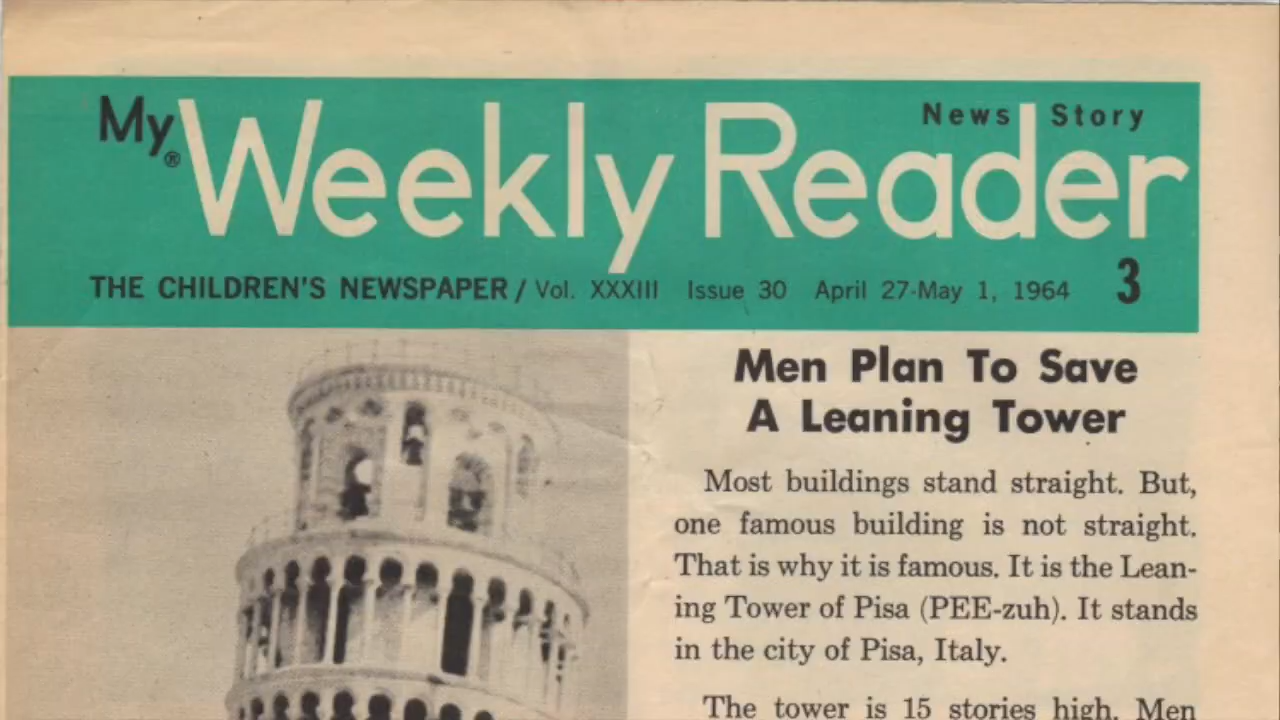 My® Weekly Reader
News Story
THE CHILDREN'S NEWSPAPER / Vol. XXXIII Issue 30 April 27-May 1, 1964 3
Men Plan To Save
A Leaning Tower
Most buildings stand straight. But,
one famous building is not straight.
That is why it is famous. It is the Lean-
ing Tower of Pisa (PEE-zuh). It stands
in the city of Pisa, Italy.
The tower is 15 stories high. Men